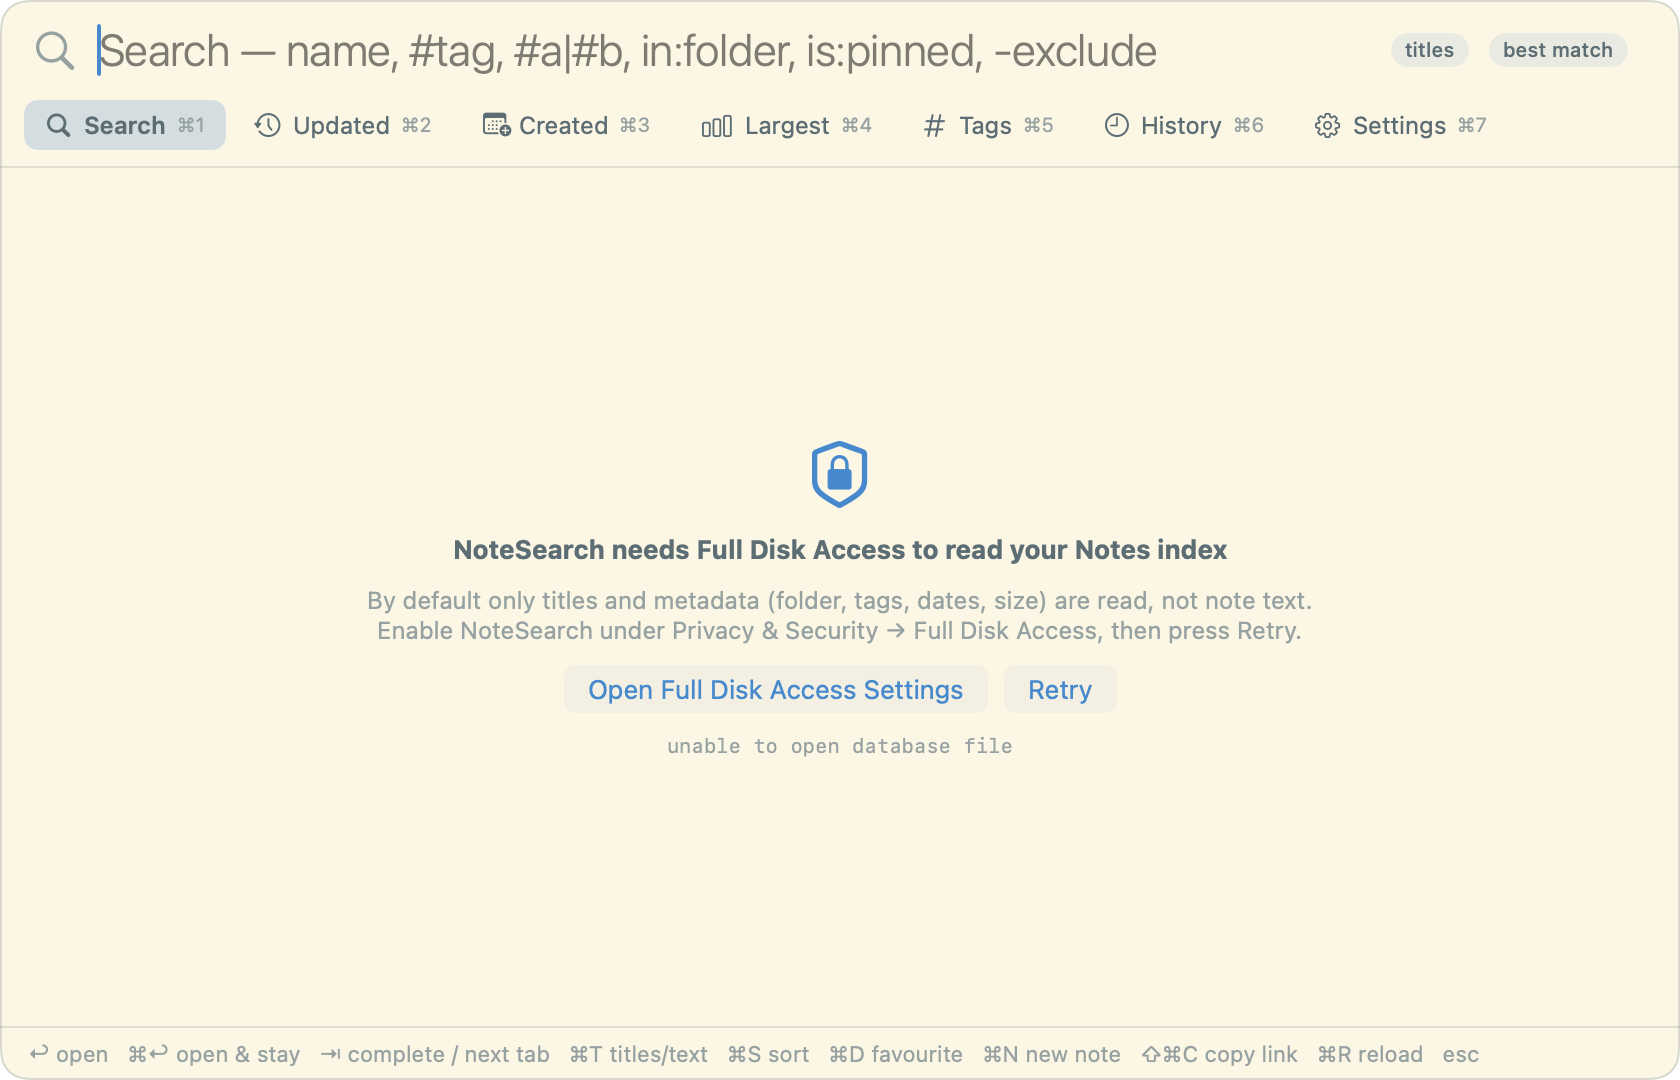 Search — name, #tag, #a|#b, in:folder, is:pinned, -exclude titles best match
Search ⌘1 Updated ⌘2 Created ⌘3 Largest ⌘4 # Tags ⌘5 History ⌘6 Settings ⌘7
NoteSearch needs Full Disk Access to read your Notes index
By default only titles and metadata (folder, tags, dates, size) are read, not note text.
Enable NoteSearch under Privacy & Security → Full Disk Access, then press Retry.
Open Full Disk Access Settings Retry
unable to open database file
↩ open ⌘↩ open & stay ⇥ complete / next tab ⌘T titles/text ⌘S sort ⌘D favourite ⌘N new note ⇧⌘C copy link ⌘R reload esc